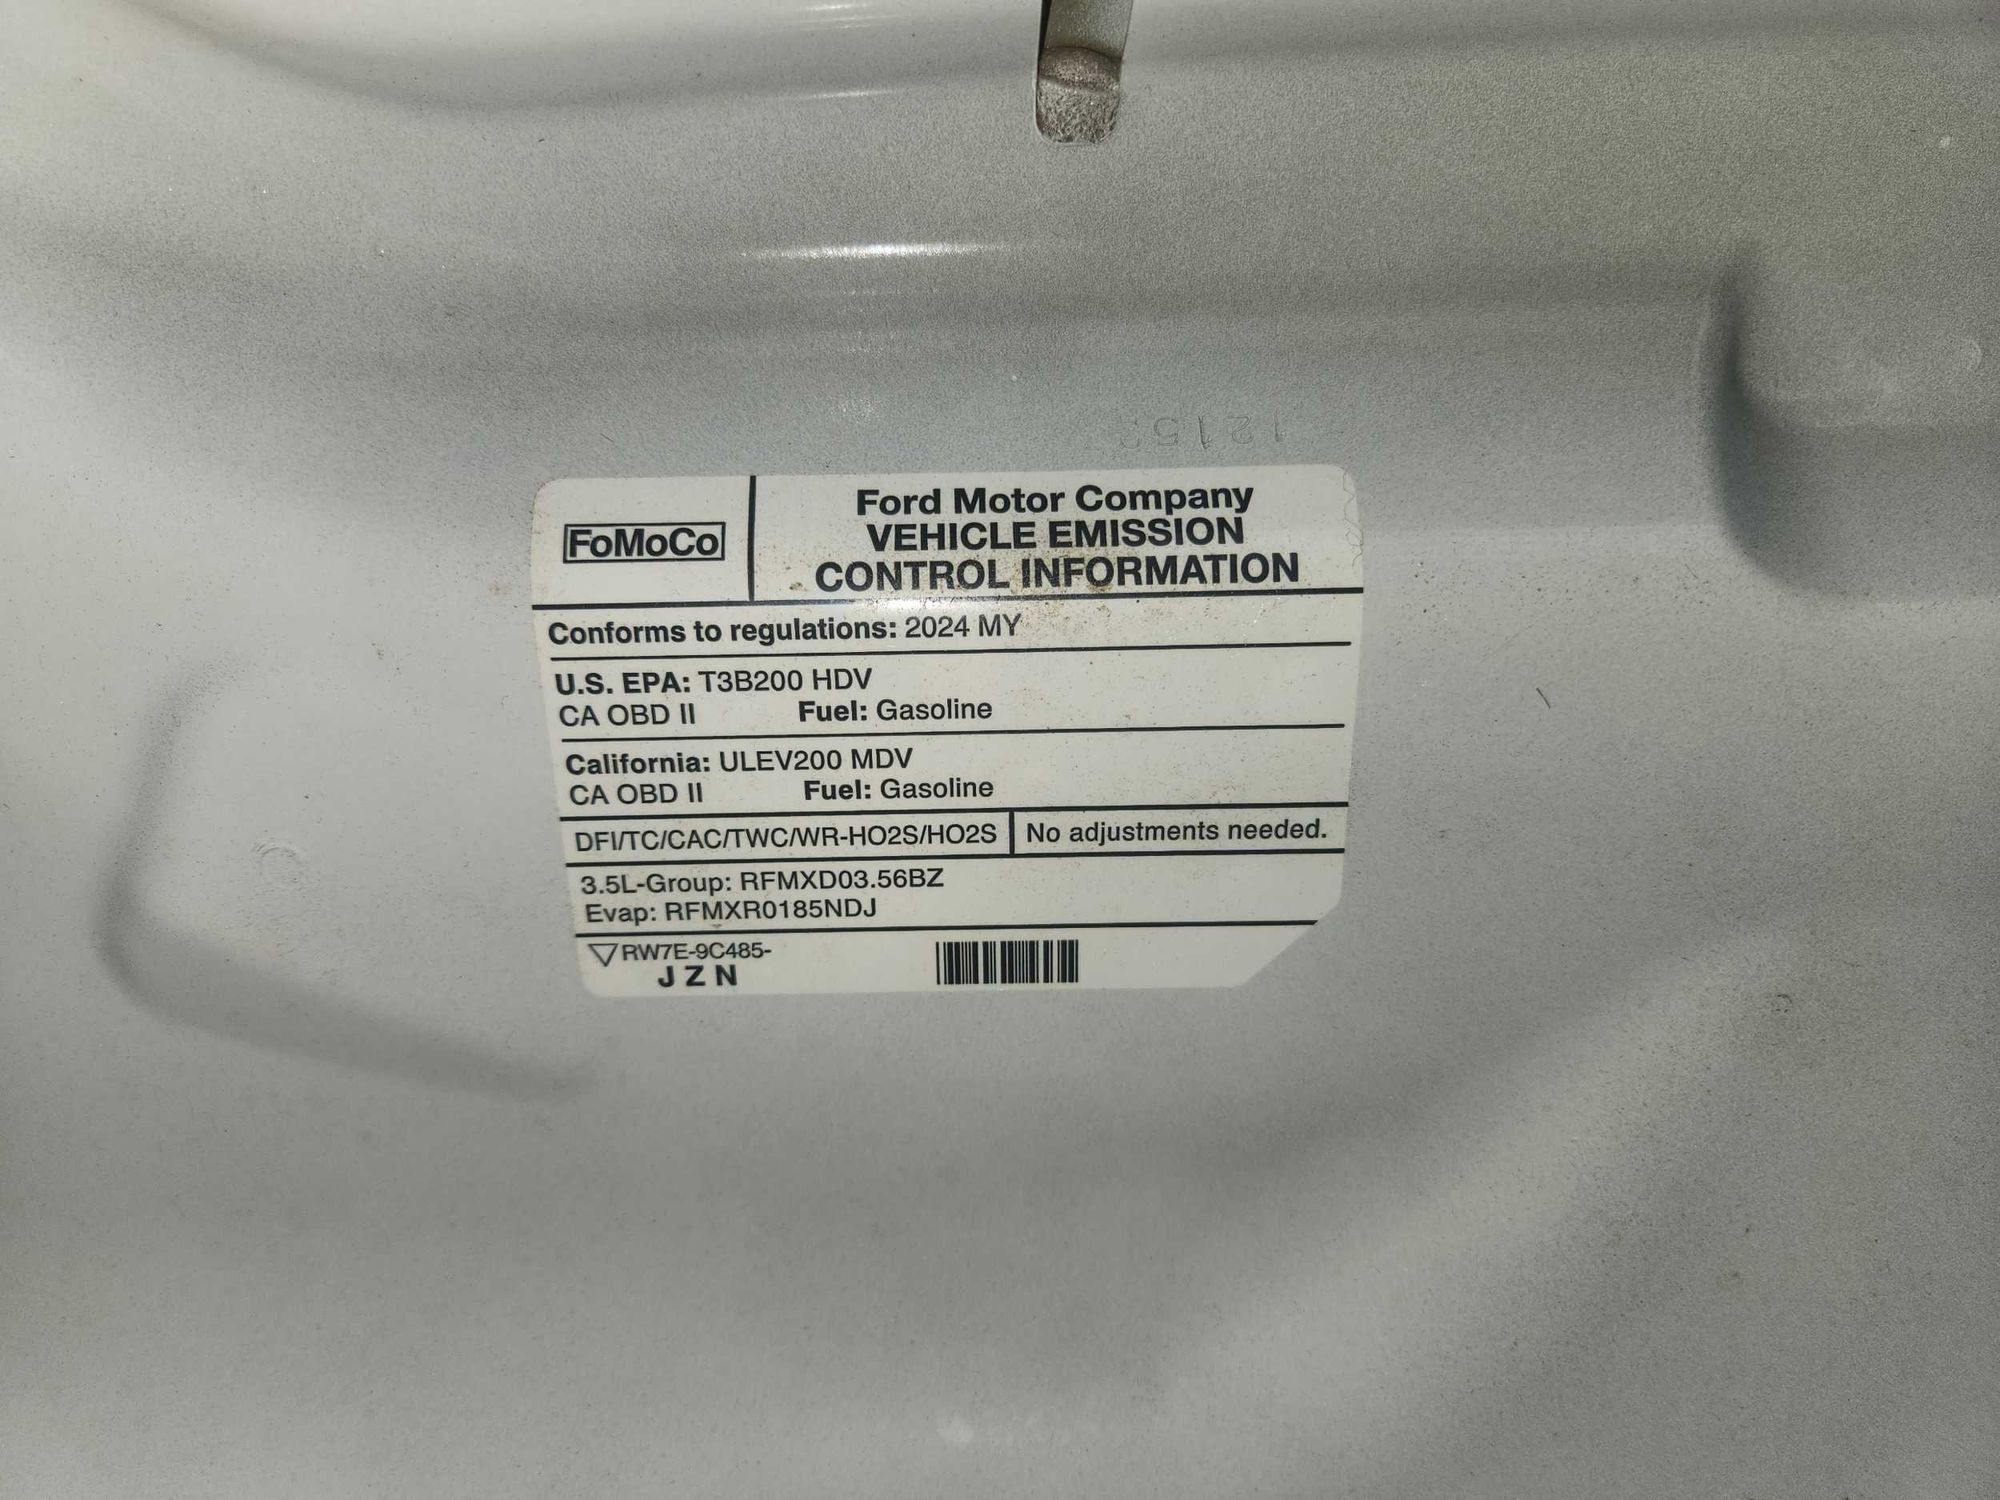 12152
FoMoCo
Ford Motor Company
VEHICLE EMISSION
CONTROL INFORMATION
Conforms to regulations: 2024 MY
U.S. EPA: T3B200 HDV
CA OBD II Fuel: Gasoline
California: ULEV200 MDV
CA OBD II Fuel: Gasoline
DFI/TC/CAC/TWC/WR-HO2S/HO2S
No adjustments needed.
3.5L-Group: RFMXD03.56BZ
Evap: RFMXR0185NDJ
RW7E-9C485-
J Z N